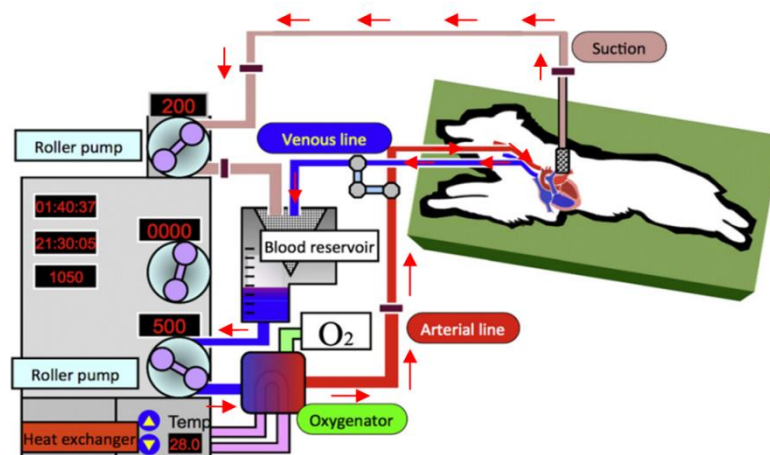 Suction
200
Roller pump
Venous line
01:40:37
21:30:05
1050
0000
Blood reservoir
500
O₂
Arterial line
Roller pump
Oxygenator
Heat exchanger
Temp
28.0